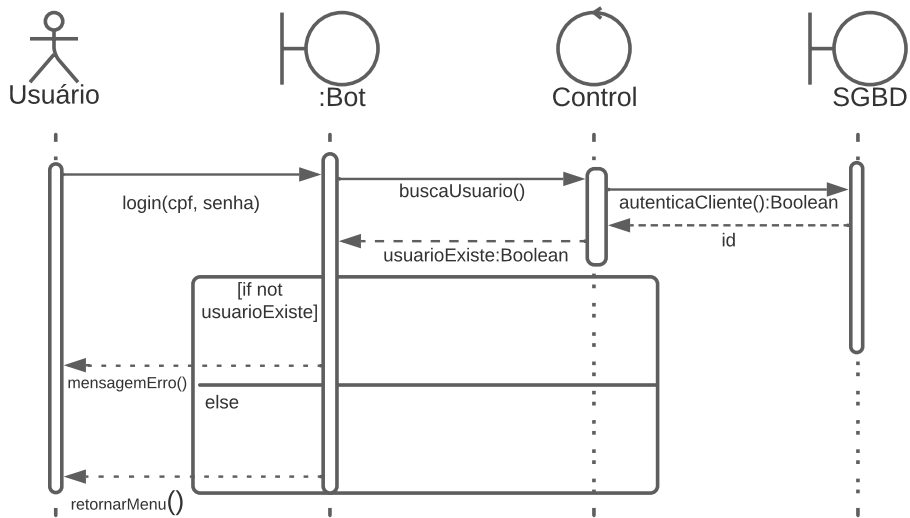 Usuário
:Bot
Control
SGBD
login(cpf, senha)
buscaUsuario()
autenticaCliente():Boolean
id
usuarioExiste:Boolean
[if not
usuarioExiste]
mensagemErro()
else
retornarMenu()